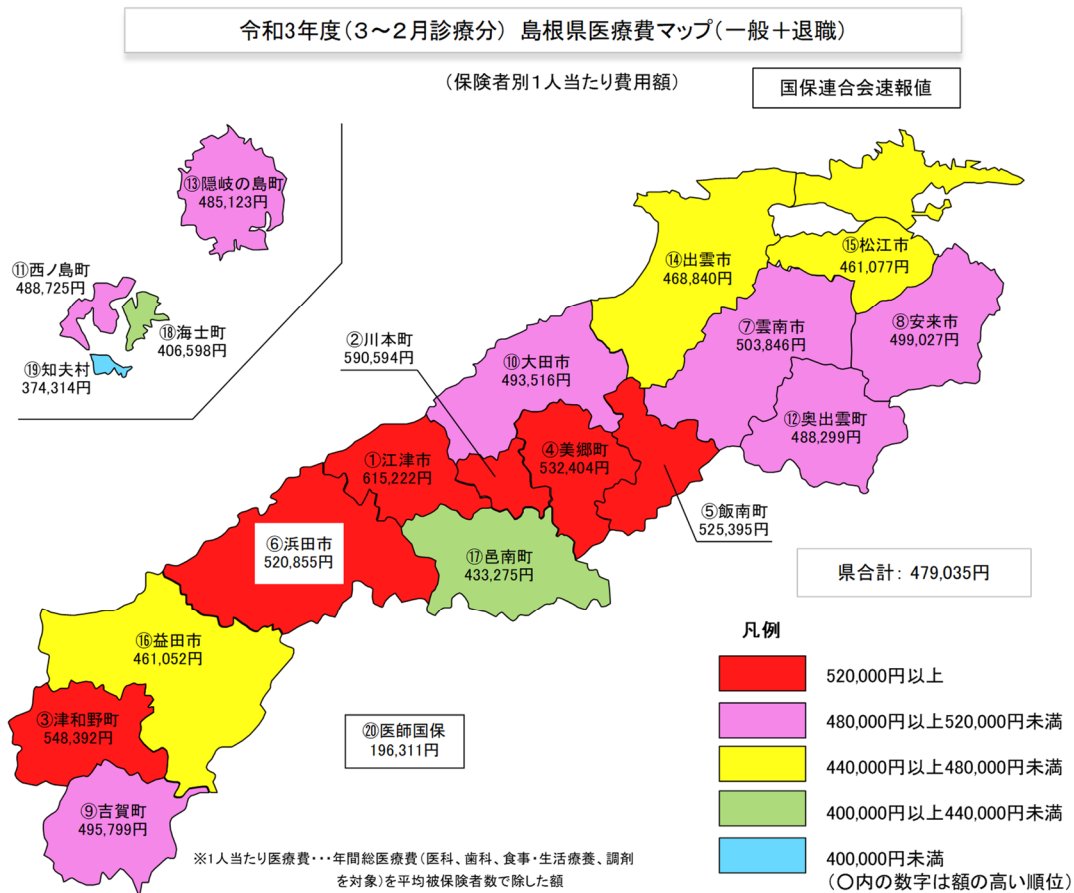 令和3年度（3～2月診療分） 島根県医療費マップ（一般＋退職）
（保険者別1人当たり費用額）
国保連合会速報値
⑬隠岐の島町
485,123円
⑪西ノ島町
488,725円
⑱海士町
406,598円
⑲知夫村
374,314円
⑮松江市
461,077円
⑭出雲市
468,840円
⑧安来市
499,027円
⑦雲南市
503,846円
②川本町
590,594円
⑩大田市
493,516円
⑫奥出雲町
488,299円
④美郷町
532,404円
①江津市
615,222円
⑤飯南町
525,395円
⑥浜田市
520,855円
⑰邑南町
433,275円
県合計： 479,035円
⑯益田市
461,052円
③津和野町
548,392円
⑳医師国保
196,311円
⑨吉賀町
495,799円
凡例
520,000円以上
480,000円以上520,000円未満
440,000円以上480,000円未満
400,000円以上440,000円未満
400,000円未満
（〇内の数字は額の高い順位）
※1人当たり医療費・・・年間総医療費（医科、歯科、食事・生活療養、調剤
を対象）を平均被保険者数で除した額